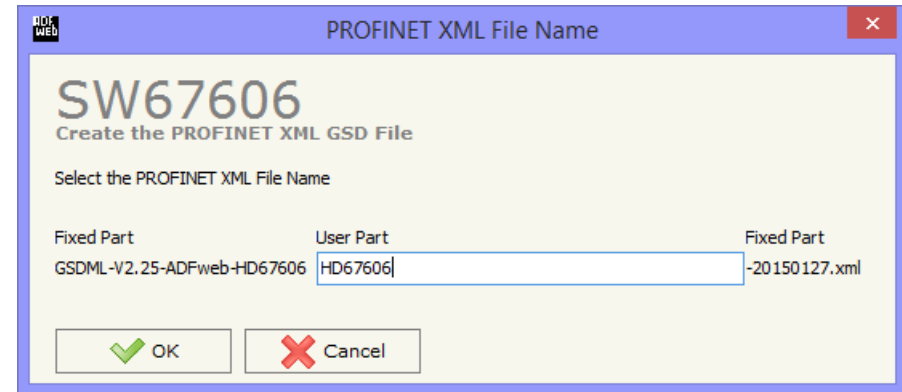 ADF
WEB
PROFINET XML File Name
SW67606
Create the PROFINET XML GSD File
Select the PROFINET XML File Name
Fixed Part User Part Fixed Part
GSDML-V2.25-ADFweb-HD67606 HD67606 -20150127.xml
OK Cancel